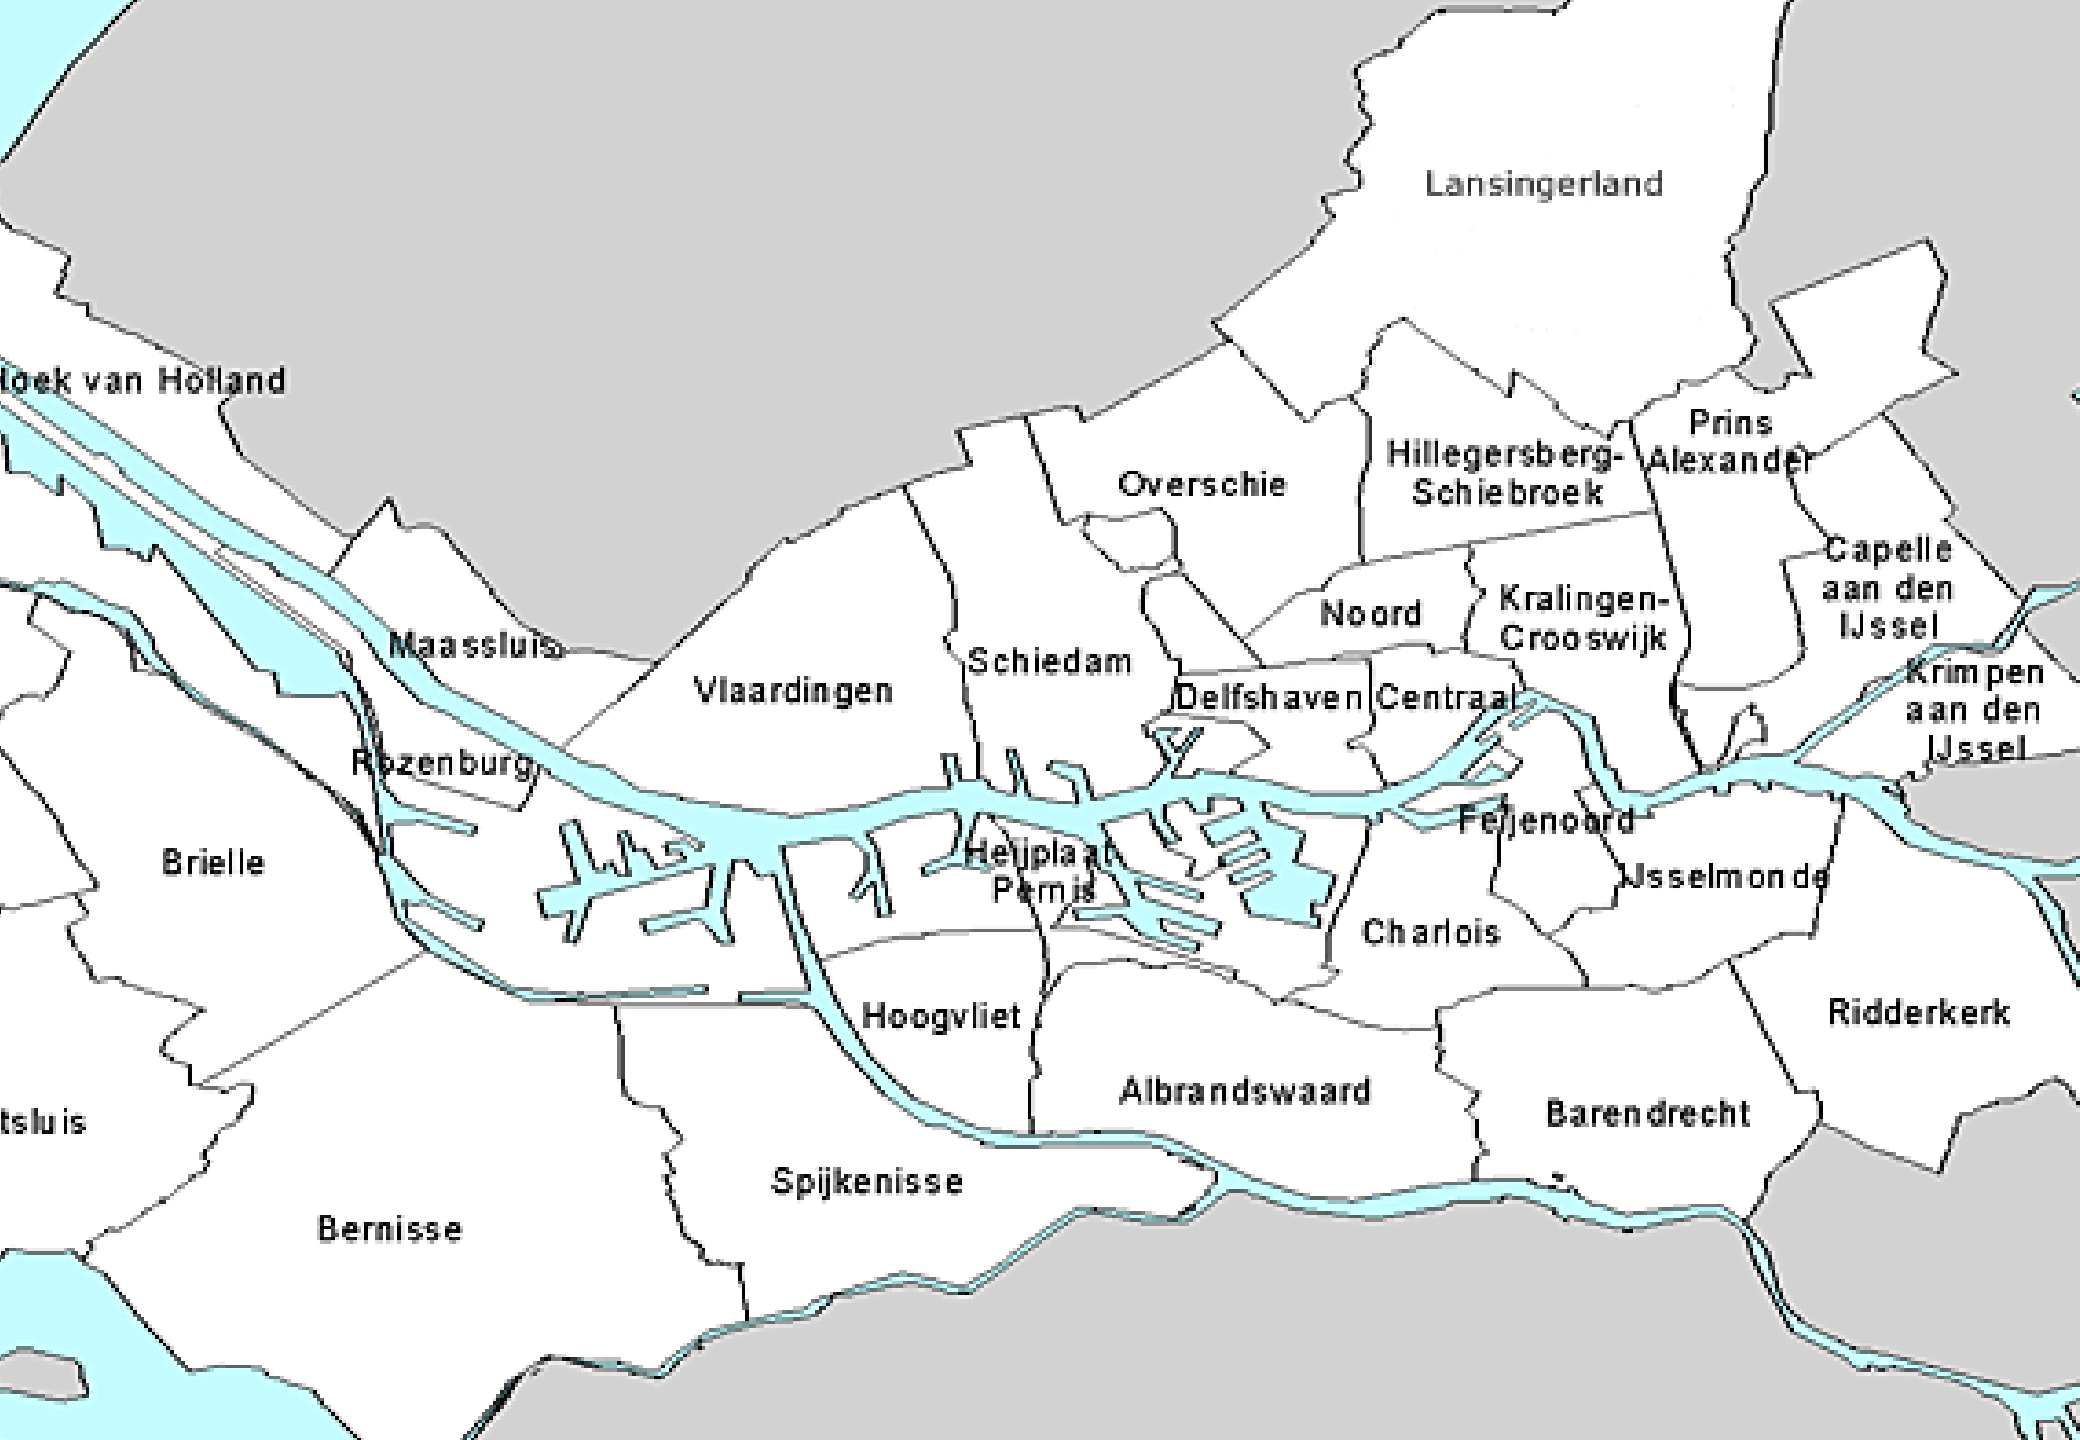 Lansingerland
Hoek van Holland
Prins
Alexander
Hillegersberg-
Schiebroek
Overschie
Capelle
aan den
IJssel
Kralingen-
Crooswijk
Noord
Maassluis
Schiedam
Vlaardingen
Delfshaven
Centraal
Krimpen
aan den
IJssel
Rozenburg
Feijenoord
Heijplaat
Pernis
Brielle
IJsselmonde
Charlois
Hoogvliet
Ridderkerk
Albrandswaard
Barendrecht
tsluis
Spijkenisse
Bernisse